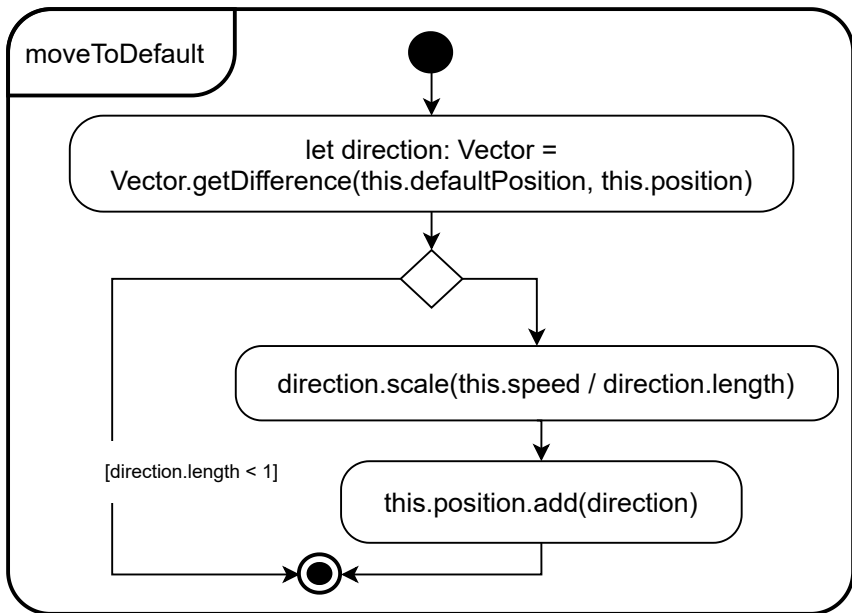 moveToDefault
let direction: Vector =
Vector.getDifference(this.defaultPosition, this.position)
direction.scale(this.speed / direction.length)
[direction.length < 1]
this.position.add(direction)